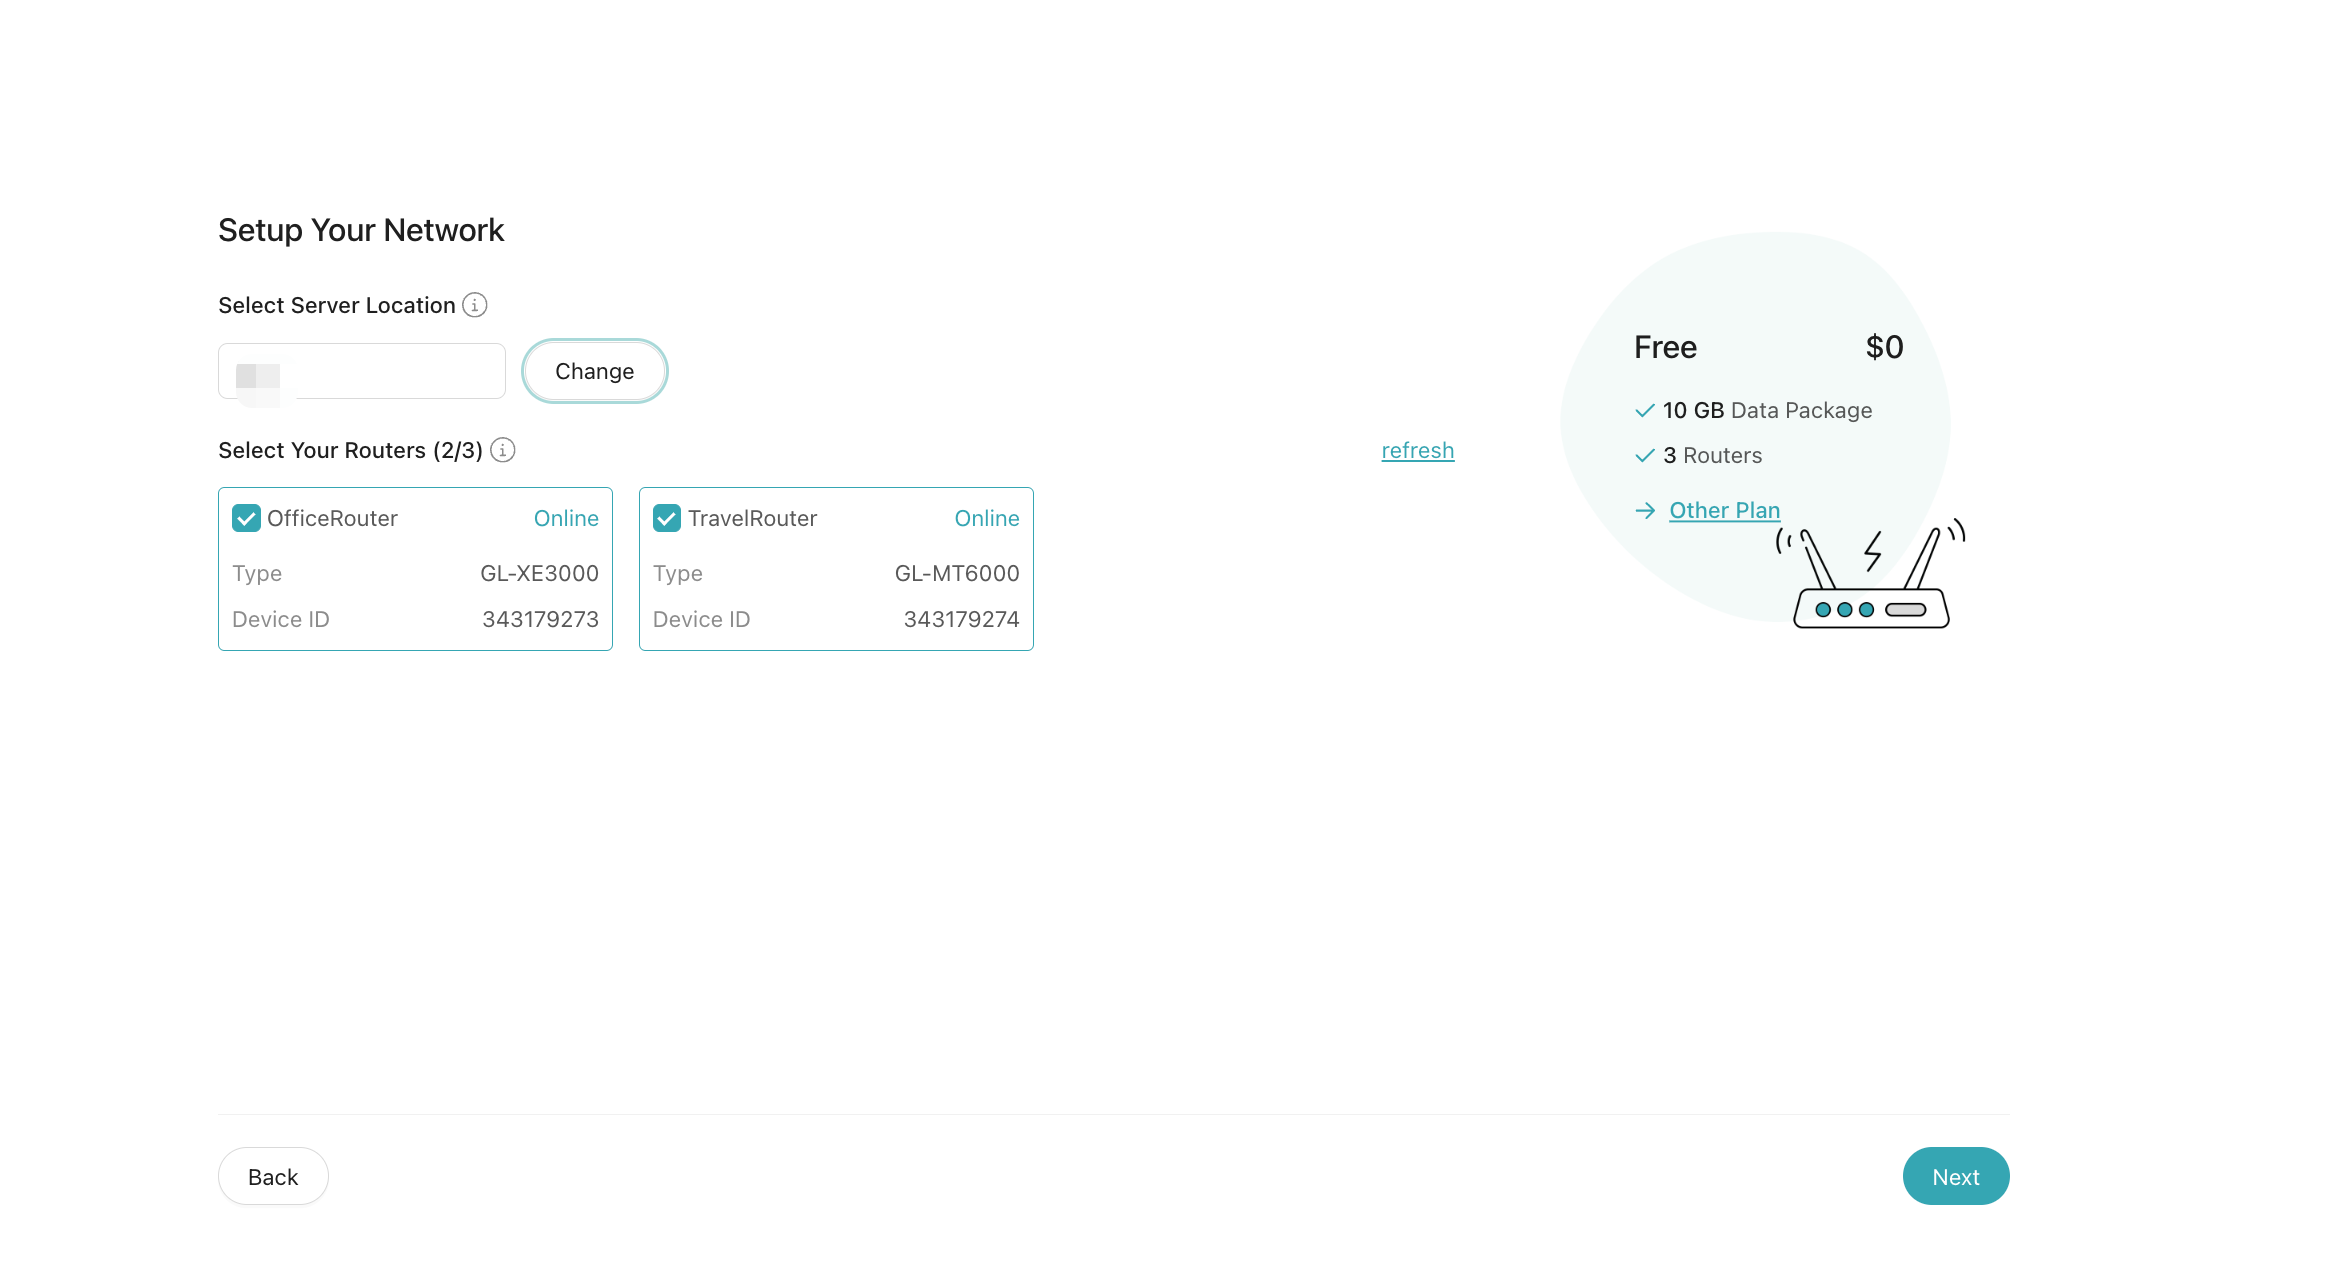 Setup Your Network
Select Server Location
Change
Select Your Routers (2/3)
refresh
OfficeRouter Online
Type GL-XE3000
Device ID 343179273
TravelRouter Online
Type GL-MT6000
Device ID 343179274
Free $0
10 GB Data Package
3 Routers
Other Plan
Back
Next